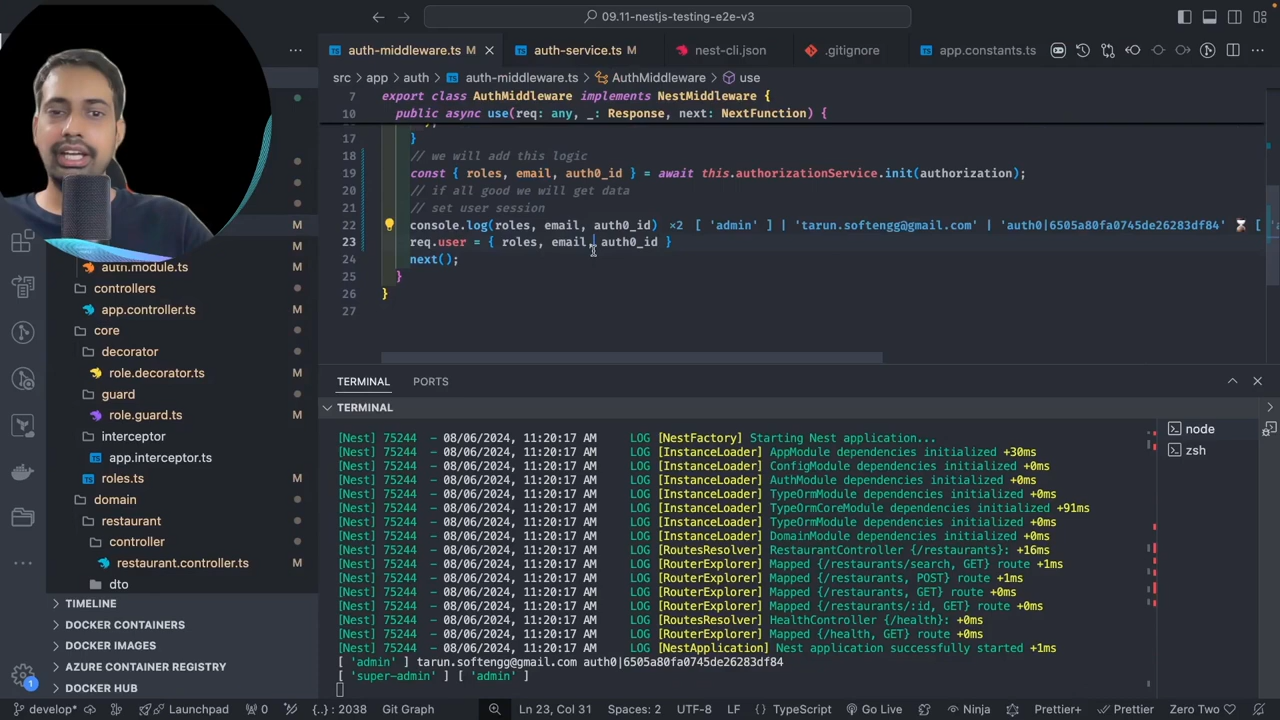 09.11-nestjs-testing-e2e-v3
auth-middleware.ts M
auth-service.ts M
nest-cli.json
.gitignore
app.constants.ts
src > app > auth > auth-middleware.ts > AuthMiddleware > use
7 export class AuthMiddleware implements NestMiddleware {
10 public async use(req: any, _: Response, next: NextFunction) {
17 }
18 // we will add this logic
19 const { roles, email, auth0_id } = await this.authorizationService.init(authorization);
20 // if all good we will get data
21 // set user session
22 console.log(roles, email, auth0_id) ×2 [ 'admin' ] | 'tarun.softengg@gmail.com' | 'auth0|6505a80fa0745de26283df84' ⌛ [
23 req.user = { roles, email, auth0_id }
24 next();
25 }
26 }
27
auth.module.ts M
controllers
app.controller.ts M
core
decorator
role.decorator.ts M
guard
role.guard.ts M
interceptor
app.interceptor.ts M
roles.ts M
domain
restaurant
controller
restaurant.controller.ts M
dto
TIMELINE
DOCKER CONTAINERS
DOCKER IMAGES
AZURE CONTAINER REGISTRY
DOCKER HUB
TERMINAL PORTS
TERMINAL
node
zsh
[Nest] 75244 - 08/06/2024, 11:20:17 AM LOG [NestFactory] Starting Nest application...
[Nest] 75244 - 08/06/2024, 11:20:17 AM LOG [InstanceLoader] AppModule dependencies initialized +30ms
[Nest] 75244 - 08/06/2024, 11:20:17 AM LOG [InstanceLoader] ConfigModule dependencies initialized +0ms
[Nest] 75244 - 08/06/2024, 11:20:17 AM LOG [InstanceLoader] AuthModule dependencies initialized +0ms
[Nest] 75244 - 08/06/2024, 11:20:17 AM LOG [InstanceLoader] TypeOrmModule dependencies initialized +0ms
[Nest] 75244 - 08/06/2024, 11:20:17 AM LOG [InstanceLoader] TypeOrmCoreModule dependencies initialized +91ms
[Nest] 75244 - 08/06/2024, 11:20:17 AM LOG [InstanceLoader] TypeOrmModule dependencies initialized +0ms
[Nest] 75244 - 08/06/2024, 11:20:17 AM LOG [InstanceLoader] DomainModule dependencies initialized +0ms
[Nest] 75244 - 08/06/2024, 11:20:17 AM LOG [RoutesResolver] RestaurantController {/restaurants}: +16ms
[Nest] 75244 - 08/06/2024, 11:20:17 AM LOG [RouterExplorer] Mapped {/restaurants/search, GET} route +1ms
[Nest] 75244 - 08/06/2024, 11:20:17 AM LOG [RouterExplorer] Mapped {/restaurants, POST} route +1ms
[Nest] 75244 - 08/06/2024, 11:20:17 AM LOG [RouterExplorer] Mapped {/restaurants, GET} route +0ms
[Nest] 75244 - 08/06/2024, 11:20:17 AM LOG [RouterExplorer] Mapped {/restaurants/:id, GET} route +0ms
[Nest] 75244 - 08/06/2024, 11:20:17 AM LOG [RoutesResolver] HealthController {/health}: +0ms
[Nest] 75244 - 08/06/2024, 11:20:17 AM LOG [RouterExplorer] Mapped {/health, GET} route +0ms
[Nest] 75244 - 08/06/2024, 11:20:17 AM LOG [NestApplication] Nest application successfully started +1ms
[ 'admin' ] tarun.softengg@gmail.com auth0|6505a80fa0745de26283df84
[ 'super-admin' ] [ 'admin' ]
1
develop* Launchpad 0 {..}: 2038 Git Graph Ln 23, Col 31 Spaces: 2 UTF-8 LF {} TypeScript Go Live Ninja Prettier+ Prettier Zero Two